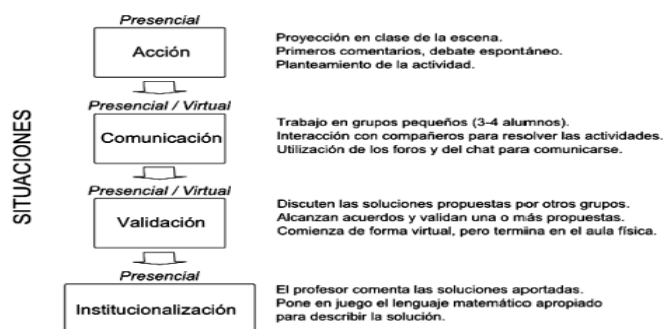 SITUACIONES
Presencial
Acción
Proyección en clase de la escena.
Primeros comentarios, debate espontáneo.
Planteamiento de la actividad.
Presencial / Virtual
Comunicación
Trabajo en grupos pequeños (3-4 alumnos).
Interacción con compañeros para resolver las actividades.
Utilización de los foros y del chat para comunicarse.
Presencial / Virtual
Validación
Discuten las soluciones propuestas por otros grupos.
Alcanzan acuerdos y validan una o más propuestas.
Comienza de forma virtual, pero termina en el aula física.
Presencial
Institucionalización
El profesor comenta las soluciones aportadas.
Pone en juego el lenguaje matemático apropiado
para describir la solución.